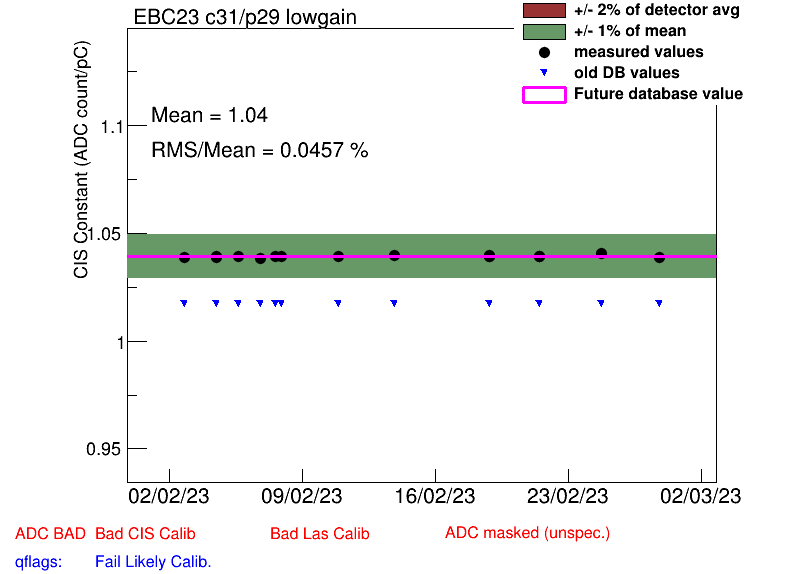 EBC23 c31/p29 lowgain
+/- 2% of detector avg
+/- 1% of mean
measured values
old DB values
Future database value
Mean = 1.04
RMS/Mean = 0.0457 %
CIS Constant (ADC count/pC)
1.1
1.05
1
0.95
02/02/23 09/02/23 16/02/23 23/02/23 02/03/23
ADC BAD Bad CIS Calib Bad Las Calib ADC masked (unspec.)
qflags: Fail Likely Calib.